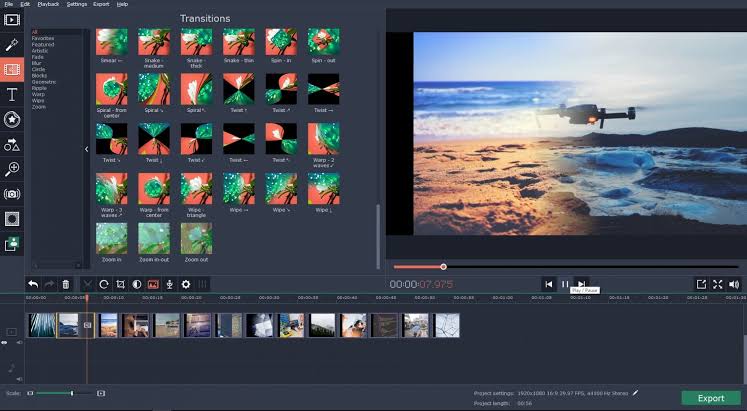 File Edit Playback Settings Export Help
Transitions
All
Favorites
Featured
Artistic
Fade
Blur
Circle
Blocks
Geometric
Ripple
Warp
Wipe
Zoom
Smear ← Snake - medium Snake - thick Snake - thin Spin - in Spin - out
Spiral - from center Spiral ↘ Spiral ↖ Twist ↑ Twist ↗ Twist →
Twist ↘ Twist ↓ Twist ↙ Twist ← Twist ↖ Warp - 2 waves ↙
Warp - 3 waves ↗ Warp - from center Wipe - triangle Wipe ← Wipe ↘ Wipe ↓
Zoom in Zoom in-out Zoom out
00:00:07.975
Play / Pause
00:00:00 00:00:05 00:00:15 00:00:20 00:00:25 00:00:30 00:00:35 00:00:40 00:00:45 00:00:50 00:00:55 00:01:00 00:01:05 00:01:10 00:01:15 00:01:20 00:01:25 00:01:30
Scale:
Project settings: 1920x1080 16:9 29.97 FPS, 44100 Hz Stereo
Project length: 00:56
Export